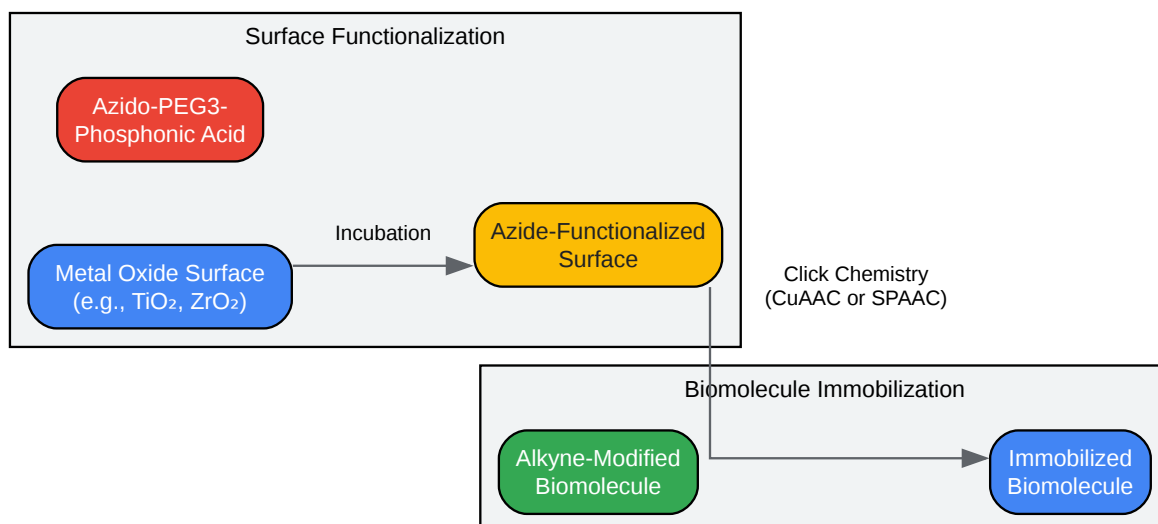 Surface Functionalization
Azido-PEG3-
Phosphonic Acid
Incubation
Azide-Functionalized
Surface
Metal Oxide Surface
(e.g., TiO₂, ZrO₂)
Click Chemistry
(CuAAC or SPAAC)
Biomolecule Immobilization
Alkyne-Modified
Biomolecule
Immobilized
Biomolecule